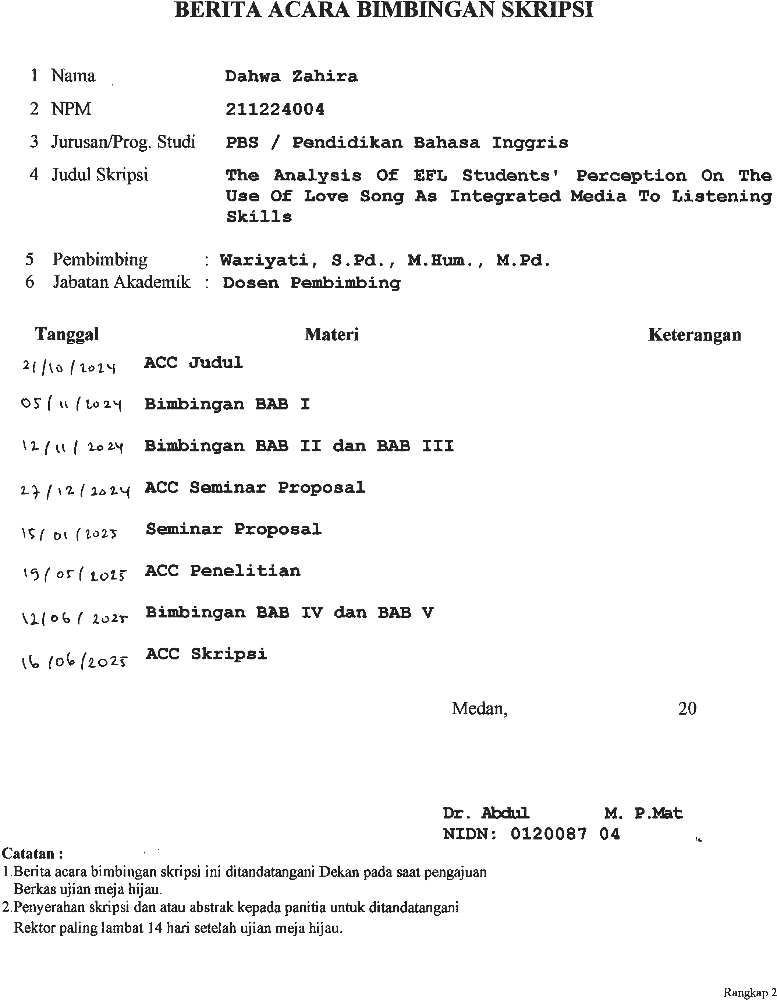 BERITA ACARA BIMBINGAN SKRIPSI
1 Nama Dahwa Zahira
2 NPM 211224004
3 Jurusan/Prog. Studi PBS / Pendidikan Bahasa Inggris
4 Judul Skripsi The Analysis Of EFL Students' Perception On The
Use Of Love Song As Integrated Media To Listening
Skills
5 Pembimbing : Wariyati, S.Pd., M.Hum., M.Pd.
6 Jabatan Akademik : Dosen Pembimbing
Tanggal Materi Keterangan
21/10/2024 ACC Judul
05/11/2024 Bimbingan BAB I
12/11/2024 Bimbingan BAB II dan BAB III
27/12/2024 ACC Seminar Proposal
15/01/2025 Seminar Proposal
19/05/2025 ACC Penelitian
12/06/2025 Bimbingan BAB IV dan BAB V
16/06/2025 ACC Skripsi
Medan, 20
Dr. Abdul M. P.Mat
NIDN: 0120087 04
Catatan :
1.Berita acara bimbingan skripsi ini ditandatangani Dekan pada saat pengajuan
Berkas ujian meja hijau.
2.Penyerahan skripsi dan atau abstrak kepada panitia untuk ditandatangani
Rektor paling lambat 14 hari setelah ujian meja hijau.
Rangkap 2